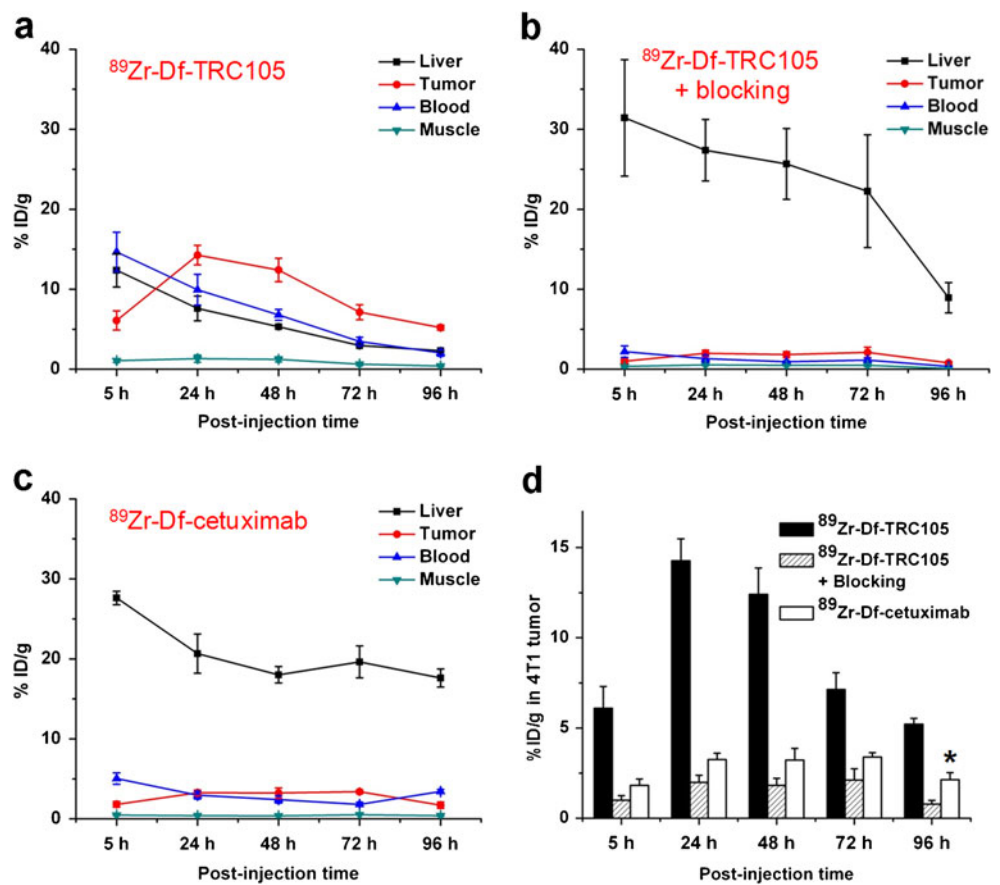 a
40
30
20
10
0
% ID/g
⁸⁹Zr-Df-TRC105
Liver
Tumor
Blood
Muscle
5 h 24 h 48 h 72 h 96 h
Post-injection time
b
40
30
20
10
0
% ID/g
⁸⁹Zr-Df-TRC105
+ blocking
Liver
Tumor
Blood
Muscle
5 h 24 h 48 h 72 h 96 h
Post-injection time
c
40
30
20
10
0
% ID/g
⁸⁹Zr-Df-cetuximab
Liver
Tumor
Blood
Muscle
5 h 24 h 48 h 72 h 96 h
Post-injection time
d
15
10
5
0
%ID/g in 4T1 tumor
⁸⁹Zr-Df-TRC105
⁸⁹Zr-Df-TRC105
+ Blocking
⁸⁹Zr-Df-cetuximab
*
5 h 24 h 48 h 72 h 96 h
Post-injection time